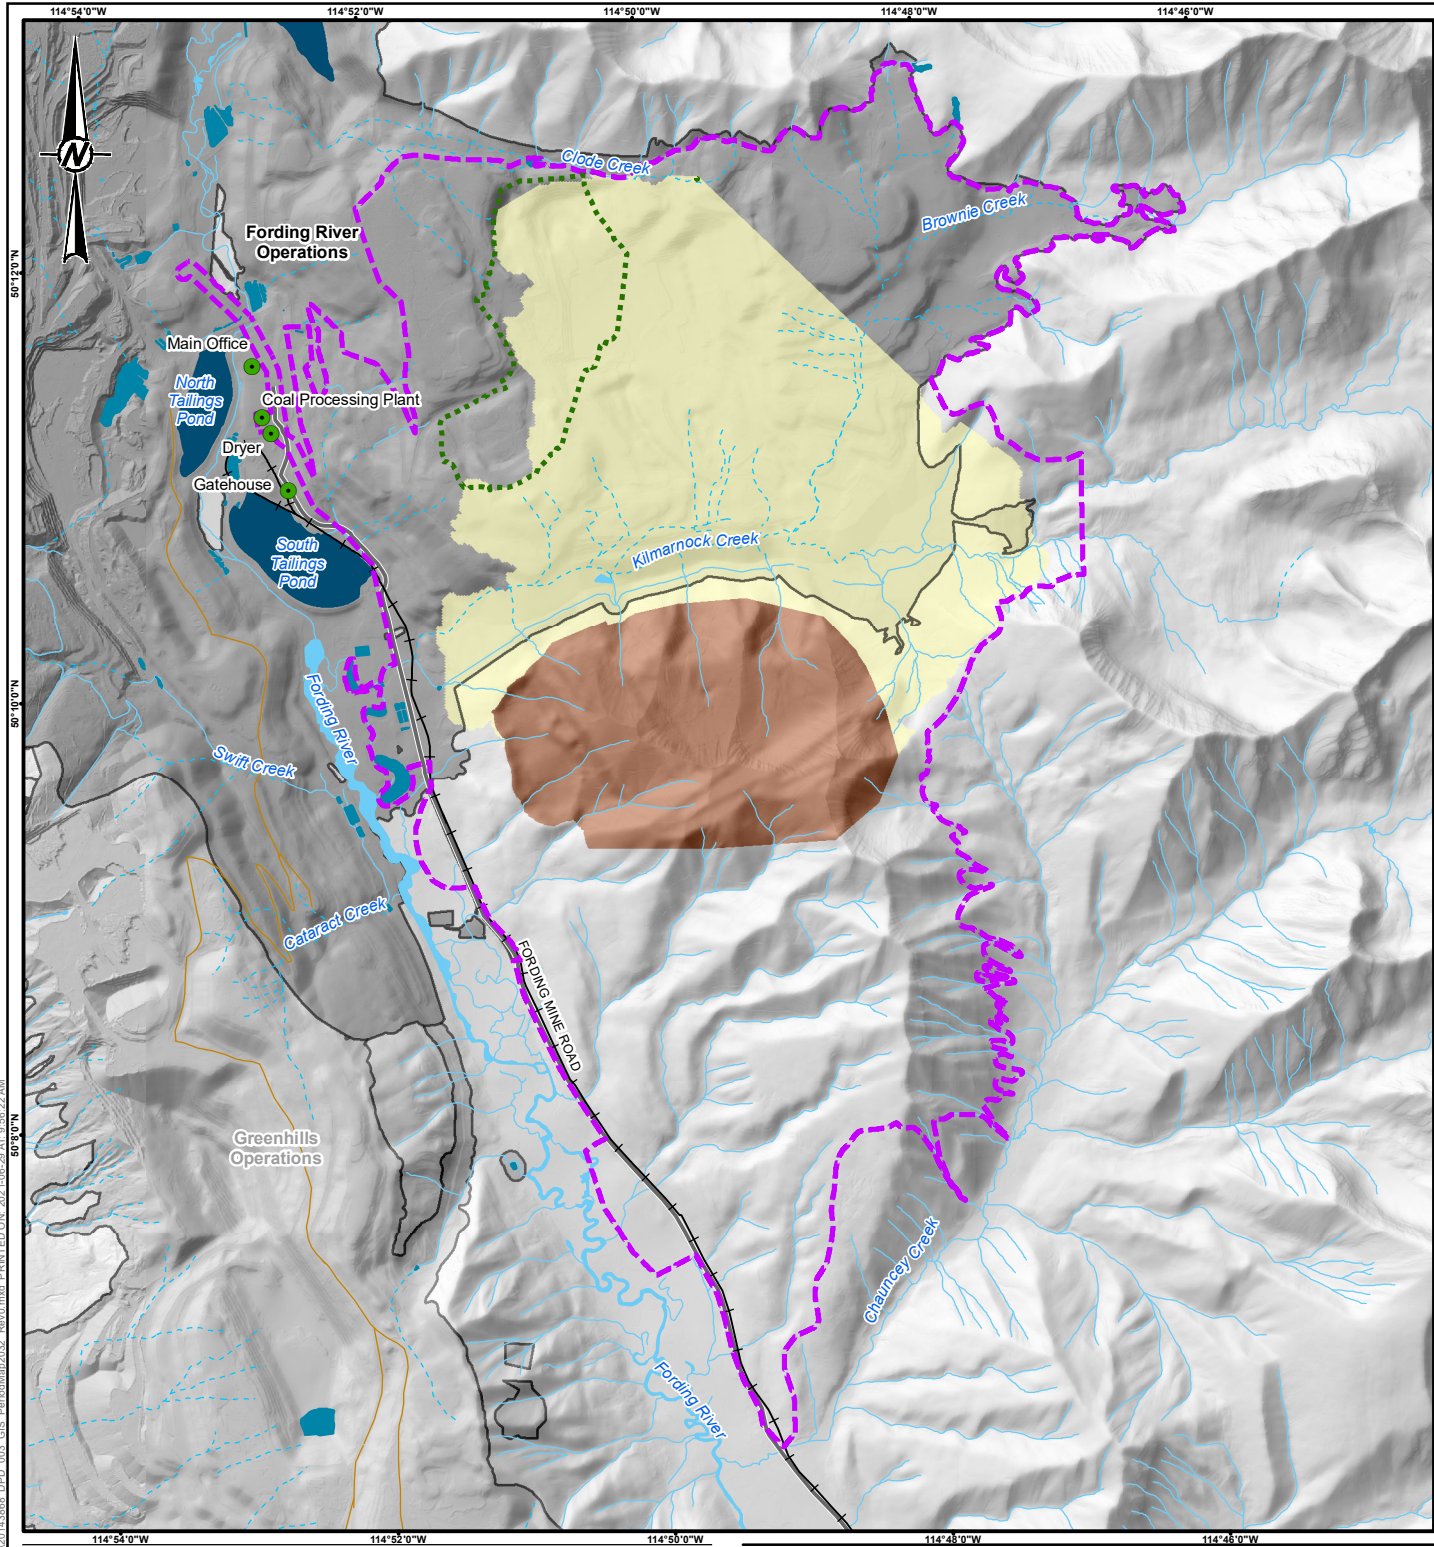 114°54'0"W
114°52'0"W
114°50'0"W
114°48'0"W
114°46'0"W
N
Clode Creek
Brownie Creek
Fording River
Operations
50°12'0"N
Main Office
North
Tailings
Pond
Coal Processing Plant
Dryer
Gatehouse
South
Tailings
Pond
Kilmarnock Creek
50°10'0"N
Fording River
Swift Creek
Cataract Creek
FORDING MINE ROAD
50°8'0"N
Greenhills
Operations
Chauncey Creek
Fording River
114°54'0"W
114°52'0"W
114°50'0"W
114°48'0"W
114°46'0"W